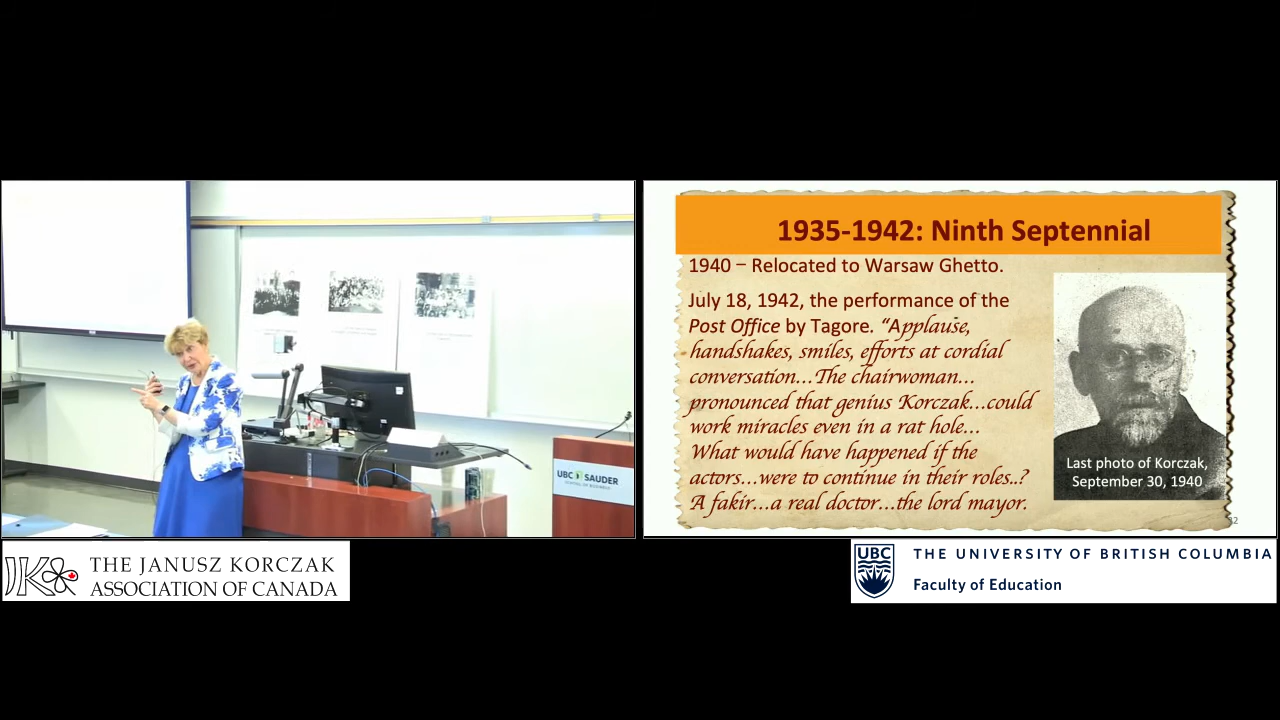 1935-1942: Ninth Septennial
1940 – Relocated to Warsaw Ghetto.
July 18, 1942, the performance of the
Post Office by Tagore. “Applause,
handshakes, smiles, efforts at cordial
conversation...The chairwoman...
pronounced that genius Korczak...could
work miracles even in a rat hole...
What would have happened if the
actors...were to continue in their roles..?
A fakir...a real doctor...the lord mayor.
Last photo of Korczak,
September 30, 1940
52
UBC SAUDER
SCHOOL OF BUSINESS
THE JANUSZ KORCZAK
ASSOCIATION OF CANADA
UBC
THE UNIVERSITY OF BRITISH COLUMBIA
Faculty of Education